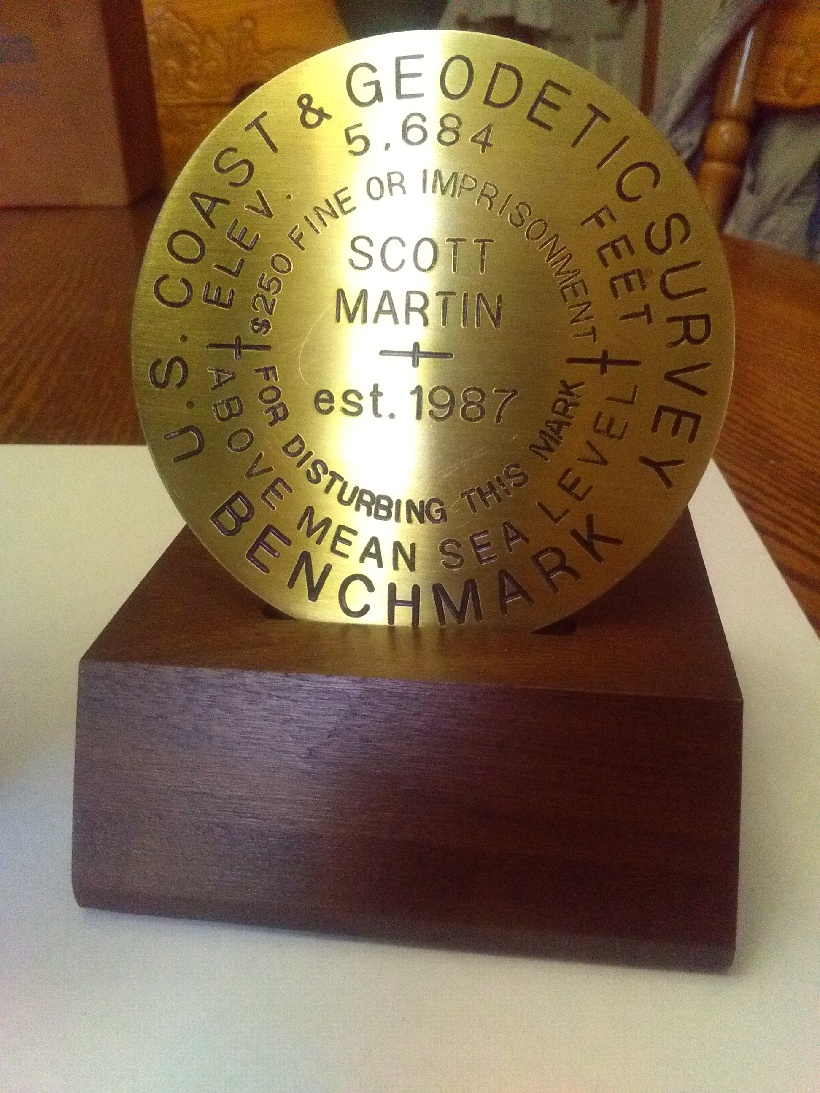 U.S. COAST & GEODETIC SURVEY
5,684
ELEV.
FEET
$250 FINE OR IMPRISONMENT
SCOTT
MARTIN
est. 1987
FOR DISTURBING THIS MARK
ABOVE MEAN SEA LEVEL
BENCHMARK